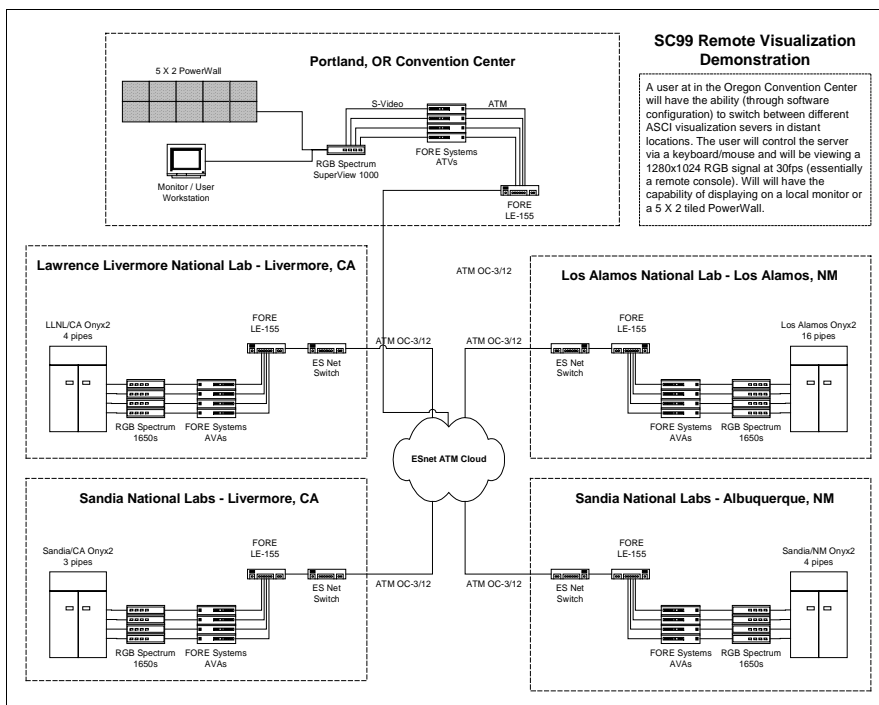 SC99 Remote Visualization
Demonstration
A user at in the Oregon Convention Center
will have the ability (through software
configuration) to switch between different
ASCI visualization severs in distant
locations. The user will control the server
via a keyboard/mouse and will be viewing a
1280x1024 RGB signal at 30fps (essentially
a remote console). Will will have the
capability of displaying on a local monitor or
a 5 X 2 tiled PowerWall.
Portland, OR Convention Center
5 X 2 PowerWall
S-Video
ATM
FORE Systems
ATVs
RGB Spectrum
SuperView 1000
Monitor / User
Workstation
FORE
LE-155
Lawrence Livermore National Lab - Livermore, CA
LLNL/CA Onyx2
4 pipes
FORE
LE-155
ES Net
Switch
RGB Spectrum
1650s
FORE Systems
AVAs
ATM OC-3/12
ATM OC-3/12
Los Alamos National Lab - Los Alamos, NM
ATM OC-3/12
ES Net
Switch
FORE
LE-155
Los Alamos Onyx2
16 pipes
FORE Systems
AVAs
RGB Spectrum
1650s
ESnet ATM Cloud
Sandia National Labs - Livermore, CA
Sandia/CA Onyx2
3 pipes
FORE
LE-155
ES Net
Switch
RGB Spectrum
1650s
FORE Systems
AVAs
ATM OC-3/12
Sandia National Labs - Albuquerque, NM
ATM OC-3/12
ES Net
Switch
FORE
LE-155
Sandia/NM Onyx2
4 pipes
FORE Systems
AVAs
RGB Spectrum
1650s